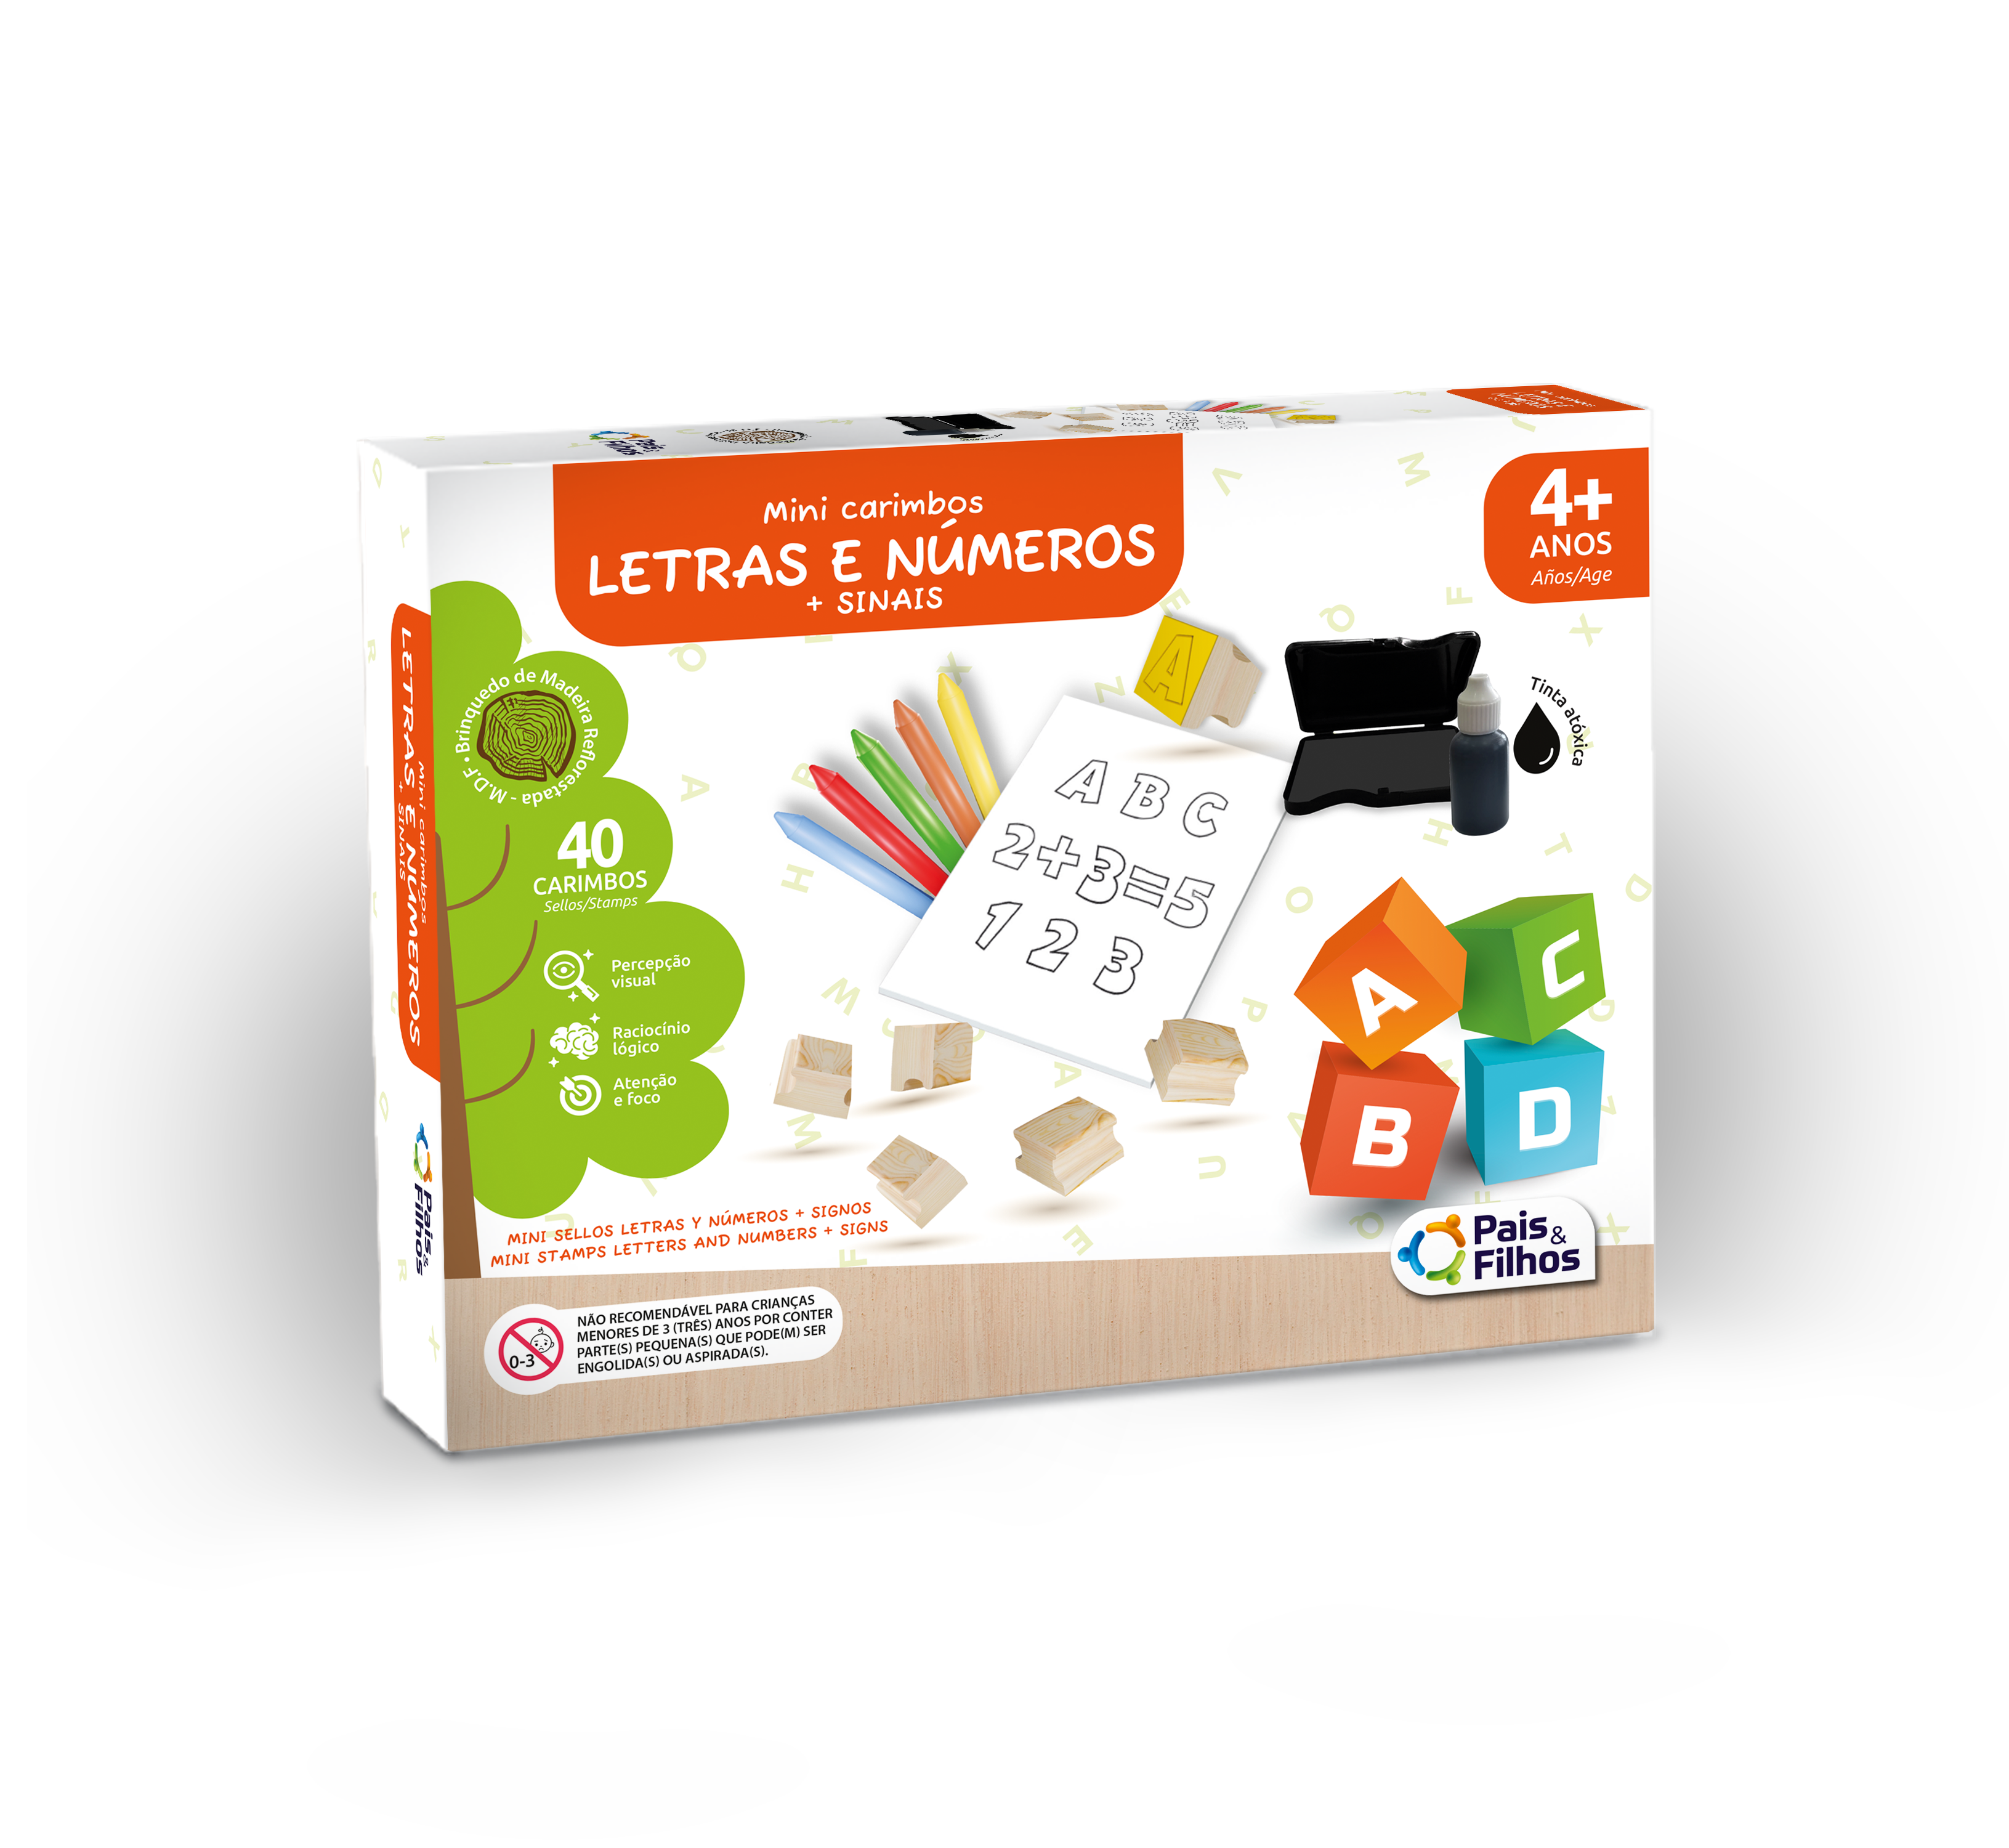 Mini carimbos
LETRAS E NÚMEROS
+ SINAIS
4+
ANOS
Años/Age
Brinquedo de Madeira Reflorestada - M.D.F •
40
CARIMBOS
Sellos/Stamps
Percepção
visual
Raciocínio
lógico
Atenção
e foco
A B C
2+3=5
1 2 3
A
Tinta atóxica
A
C
B
D
MINI SELLOS LETRAS Y NÚMEROS + SIGNOS
MINI STAMPS LETTERS AND NUMBERS + SIGNS
Pais &
Filhos
0-3
NÃO RECOMENDÁVEL PARA CRIANÇAS
MENORES DE 3 (TRÊS) ANOS POR CONTER
PARTE(S) PEQUENA(S) QUE PODE(M) SER
ENGOLIDA(S) OU ASPIRADA(S).
Mini carimbos
LETRAS E NÚMEROS
+ SINAIS
Pais &
Filhos
Pais &
Filhos